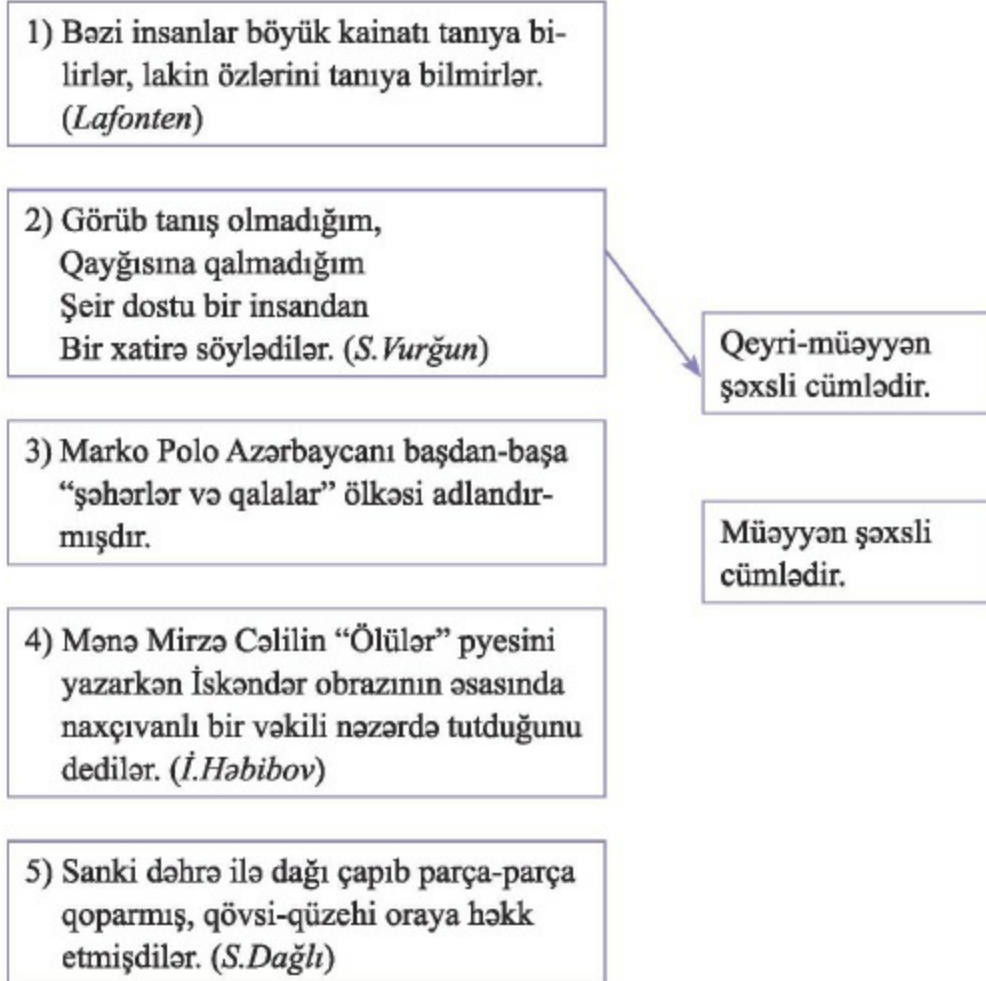 1) Bəzi insanlar böyük kainatı tanıya bi-
lirlər, lakin özlərini tanıya bilmirlər.
(Lafonten)
2) Görüb tanış olmadığım,
Qayğısına qalmadığım
Şeir dostu bir insandan
Bir xatirə söylədilər. (S.Vurğun)
Qeyri-müəyyən
şəxsli cümlədir.
3) Marko Polo Azərbaycanı başdan-başa
“şəhərlər və qalalar” ölkəsi adlandır-
mışdır.
Müəyyən şəxsli
cümlədir.
4) Mənə Mirzə Cəlilin “Ölülər” pyesini
yazarkən İskəndər obrazının əsasında
naxçıvanlı bir vəkili nəzərdə tutduğunu
dedilər. (İ.Həbibov)
5) Sanki dəhrə ilə dağı çapıb parça-parça
qoparmış, qövsi-qüzehi oraya həkk
etmişdilər. (S.Dağlı)